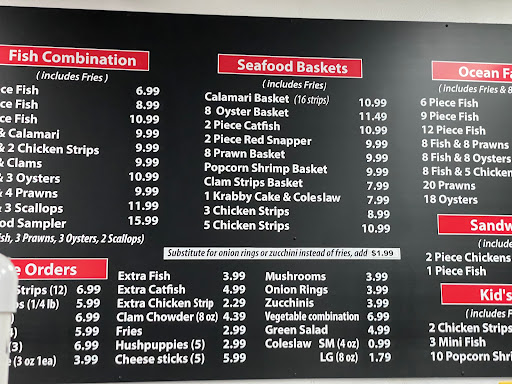 Fish Combination
( includes Fries )
ce Fish 6.99
ce Fish 8.99
ce Fish 10.99
& Calamari 9.99
& 2 Chicken Strips 9.99
& Clams 9.99
& 3 Oysters 10.99
& 4 Prawns 9.99
& 3 Scallops 11.99
od Sampler 15.99
ish, 3 Prawns, 3 Oysters, 2 Scallops)
Seafood Baskets
( includes Fries)
Calamari Basket (16 strips) 10.99
8 Oyster Basket 11.49
2 Piece Catfish 10.99
2 Piece Red Snapper 9.99
8 Prawn Basket 9.99
Popcorn Shrimp Basket 9.99
Clam Strips Basket 7.99
1 Krabby Cake & Coleslaw 7.99
3 Chicken Strips 8.99
5 Chicken Strips 10.99
Ocean Fa
( includes Fries & 8
6 Piece Fish
9 Piece Fish
12 Piece Fish
8 Fish & 8 Prawns
8 Fish & 8 Oysters
8 Fish & 5 Chicken
20 Prawns
18 Oysters
Substitute for onion rings or zucchini instead of fries, add $1.99
e Orders
Strips (12) 6.99
ps (1/4 lb) 5.99
6.99
) 4.99
(3) 6.99
e (3 oz 1ea) 3.99
Extra Fish 3.99
Extra Catfish 4.99
Extra Chicken Strip 2.29
Clam Chowder (8 oz) 4.39
Fries 2.99
Hushpuppies (5) 2.99
Cheese sticks (5) 5.99
Mushrooms 3.99
Onion Rings 3.99
Zucchinis 3.99
Vegetable combination 6.99
Green Salad 4.99
Coleslaw SM (4 oz) 0.99
LG (8 oz) 1.79
Sandw
( include
2 Piece Chickens
1 Piece Fish
Kid's
( includes F
2 Chicken Strips
3 Mini Fish
10 Popcorn Shrim